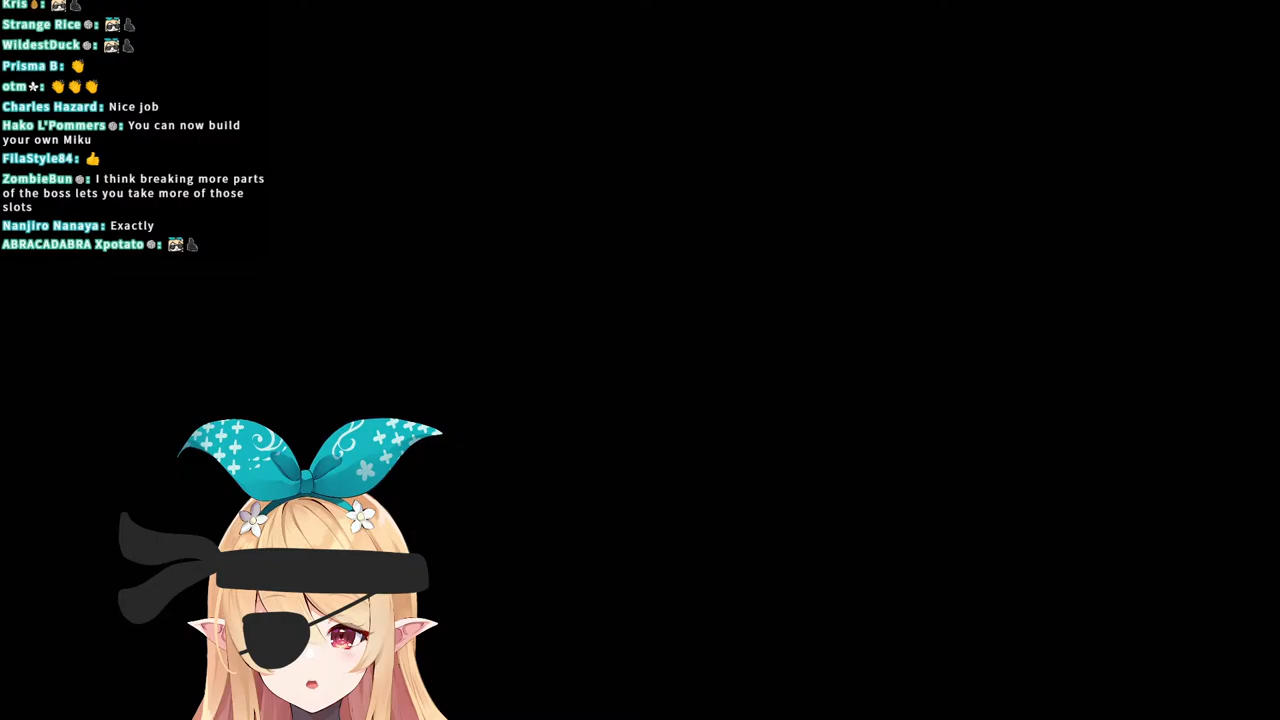 Kris:
Strange Rice:
WildestDuck:
Prisma B: 👏
otm: 👏👏👏
Charles Hazard: Nice job
Hako L'Pommers: You can now build
your own Miku
FilaStyle84: 👍
ZombieBun: I think breaking more parts
of the boss lets you take more of those
slots
Nanjiro Nanaya: Exactly
ABRACADABRA Xpotato: